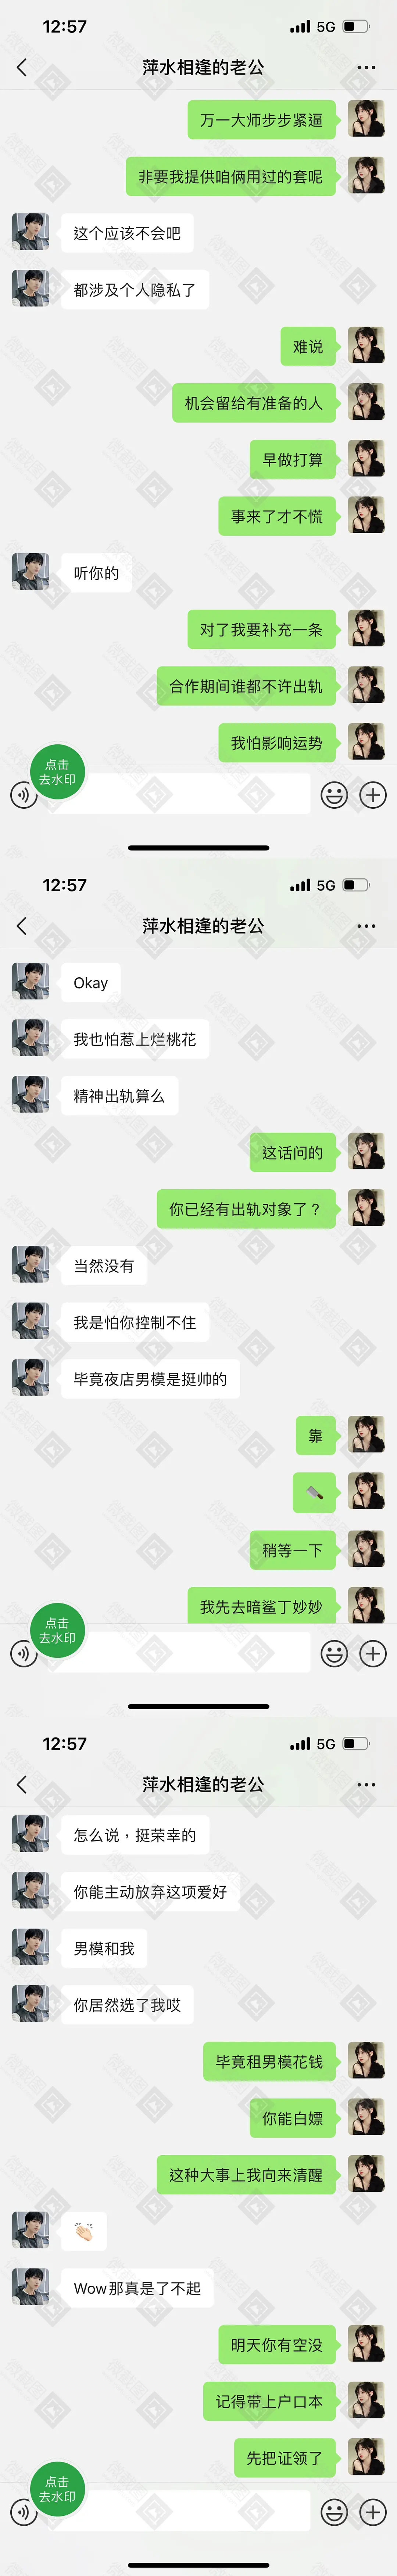 12:57
5G
萍水相逢的老公
万一大师步步紧逼
非要我提供咱俩用过的套呢
这个应该不会吧
都涉及个人隐私了
难说
机会留给有准备的人
早做打算
事来了才不慌
听你的
对了我要补充一条
合作期间谁都不许出轨
我怕影响运势
点击
去水印
12:57
5G
萍水相逢的老公
Okay
我也怕惹上烂桃花
精神出轨算么
这话问的
你已经有出轨对象了？
当然没有
我是怕你控制不住
毕竟夜店男模是挺帅的
靠
🔪
稍等一下
我先去暗鲨丁妙妙
点击
去水印
12:57
5G
萍水相逢的老公
怎么说，挺荣幸的
你能主动放弃这项爱好
男模和我
你居然选了我哎
毕竟租男模花钱
你能白嫖
这种大事上我向来清醒
👏🏻
Wow那真是了不起
明天你有空没
记得带上户口本
先把证领了
点击
去水印